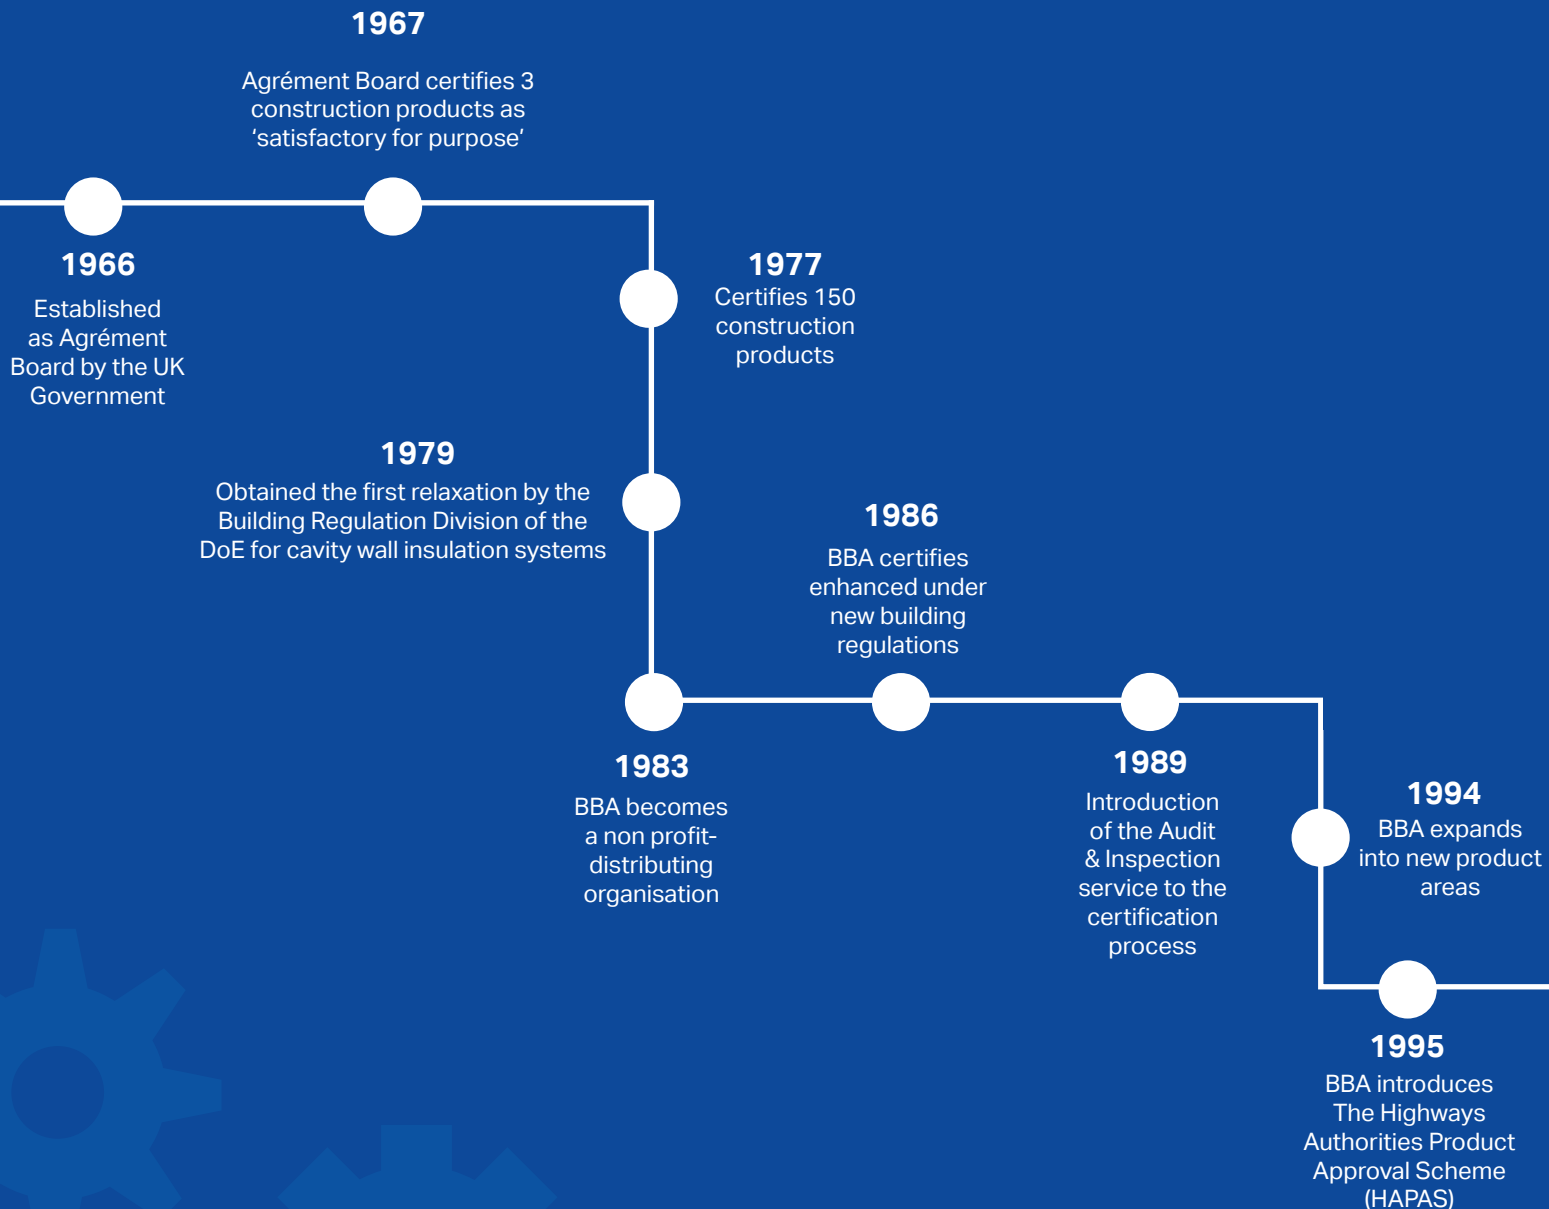 1967
Agrément Board certifies 3
construction products as
‘satisfactory for purpose’
1966
Established
as Agrément
Board by the UK
Government
1977
Certifies 150
construction
products
1979
Obtained the first relaxation by the
Building Regulation Division of the
DoE for cavity wall insulation systems
1983
BBA becomes
a non profit-
distributing
organisation
1986
BBA certifies
enhanced under
new building
regulations
1989
Introduction
of the Audit
& Inspection
service to the
certification
process
1994
BBA expands
into new product
areas
1995
BBA introduces
The Highways
Authorities Product
Approval Scheme
(HAPAS)